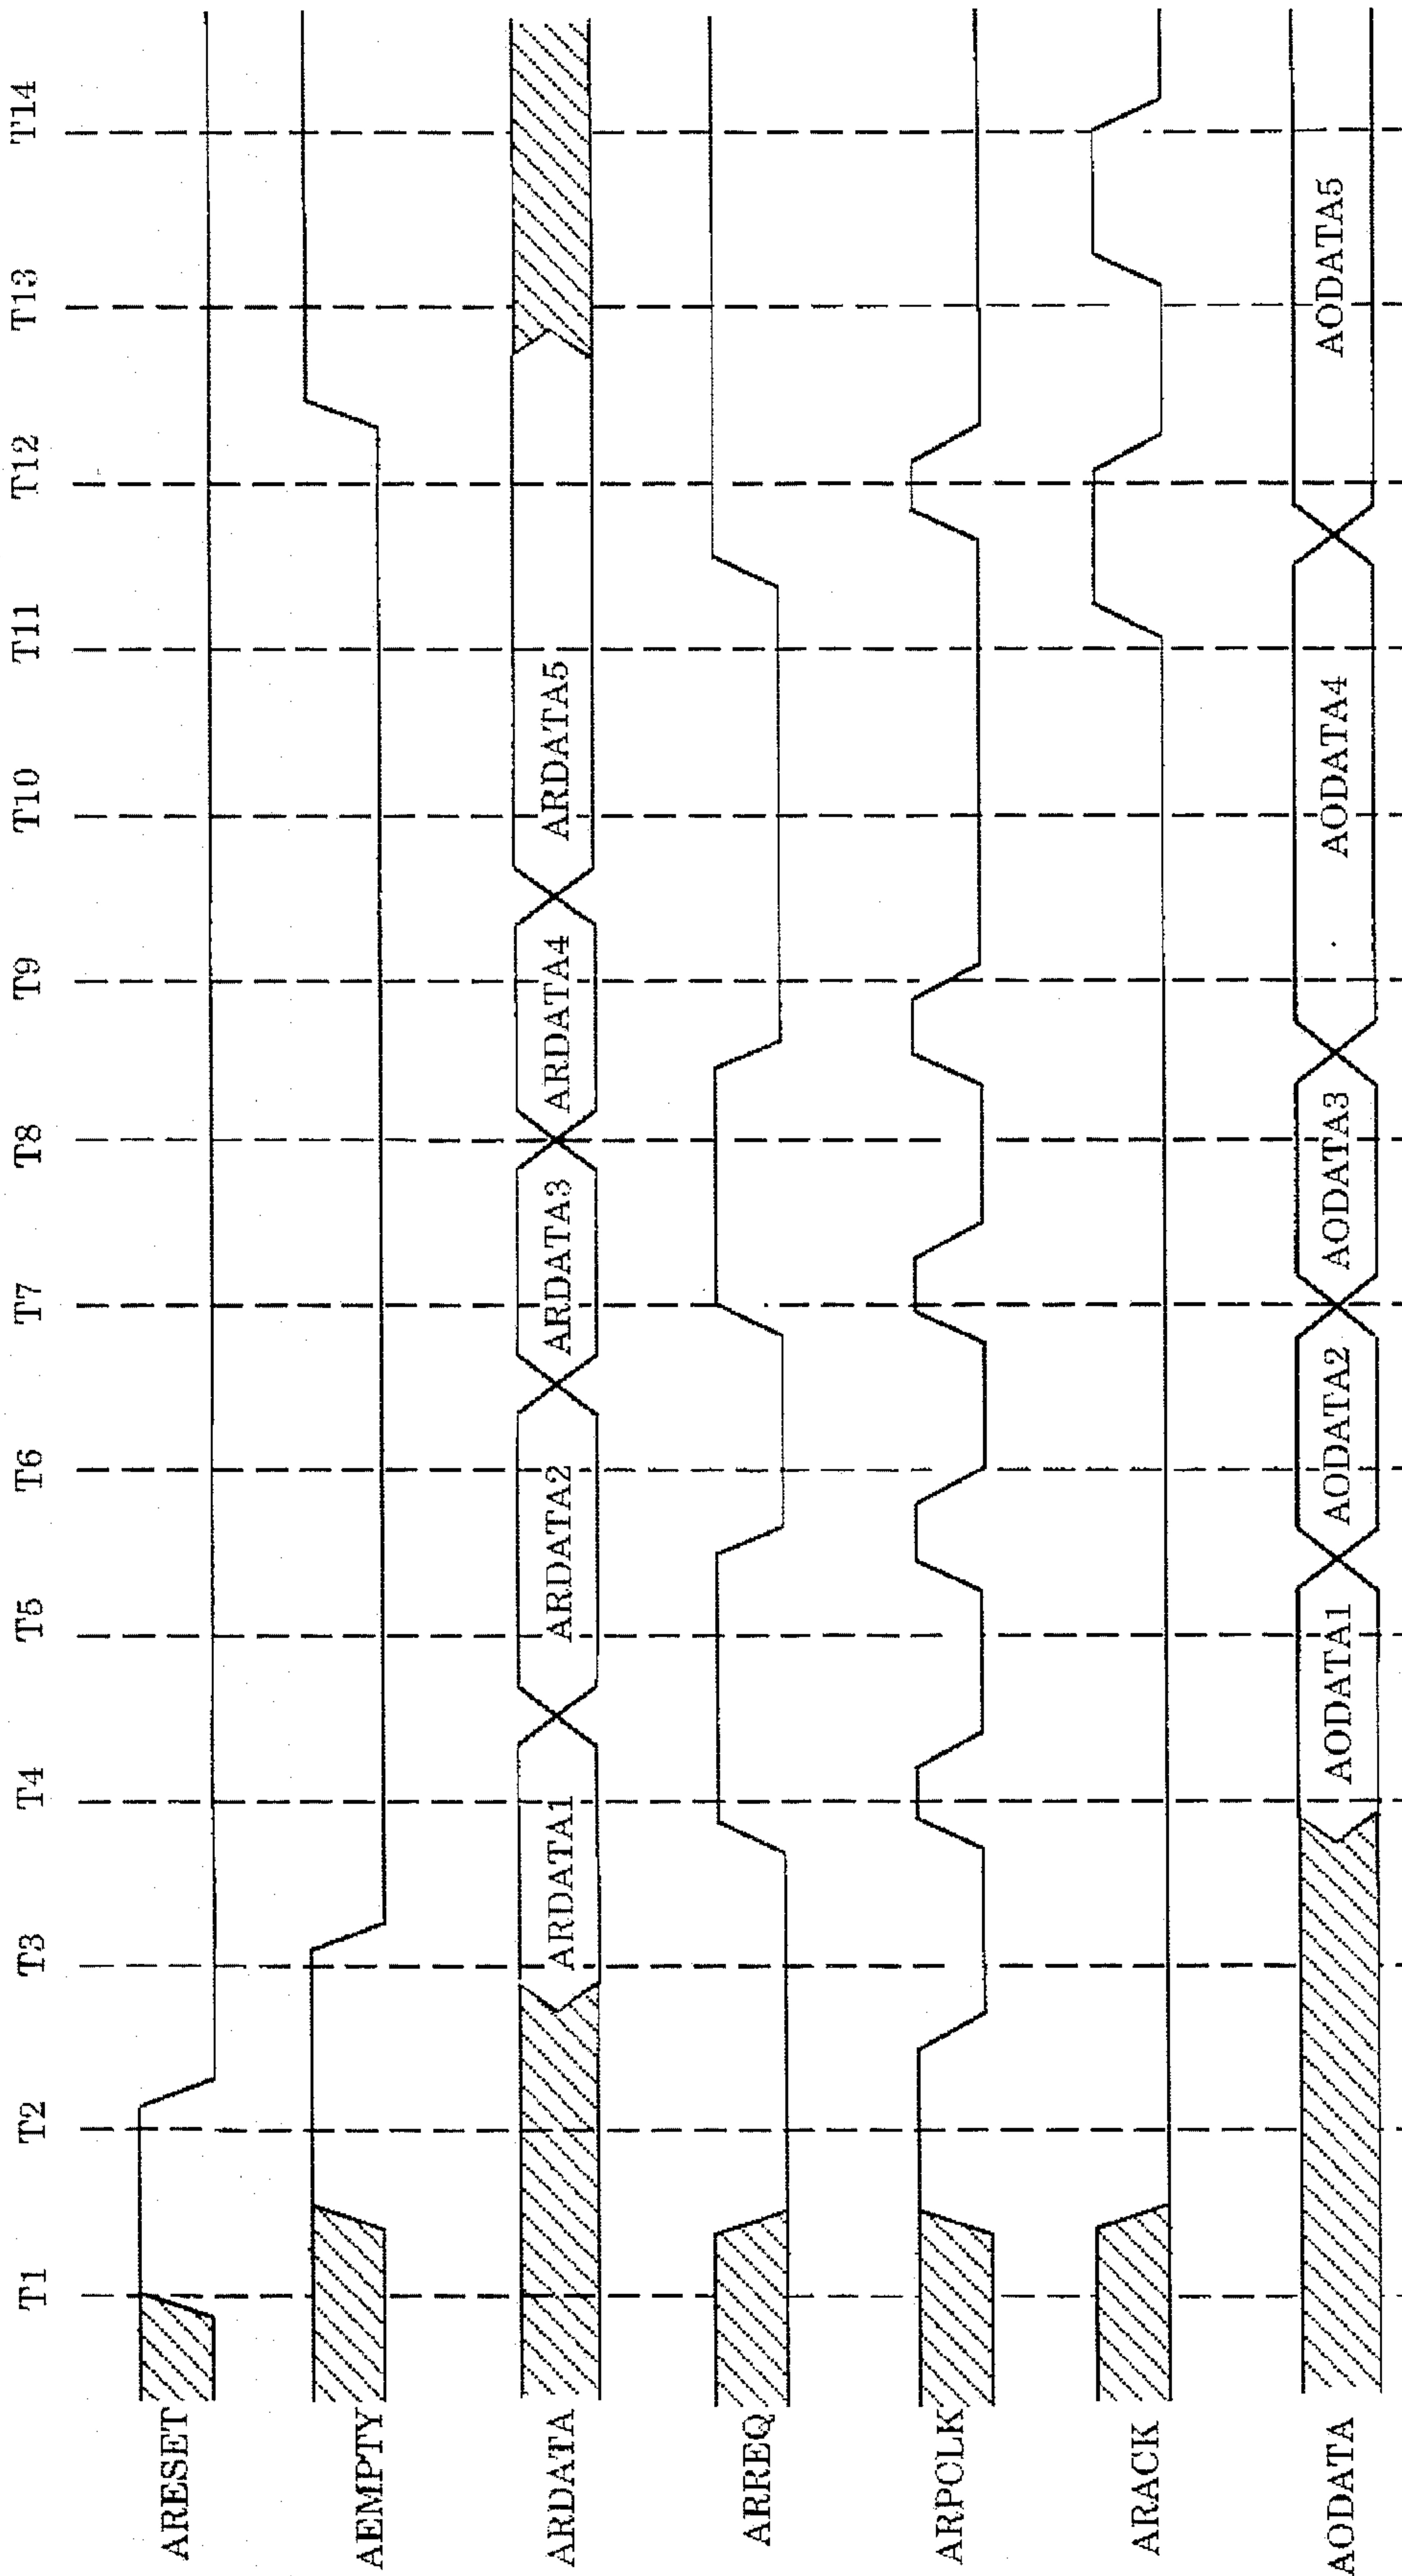 T1 T2 T3 T4 T5 T6 T7 T8 T9 T10 T11 T12 T13 T14
ARESET
AEMPTY
ARDATA ARDATA1 ARDATA2 ARDATA3 ARDATA4 ARDATA5
ARREQ
ARPCLK
ARACK
AODATA AODATA1 AODATA2 AODATA3 AODATA4 AODATA5